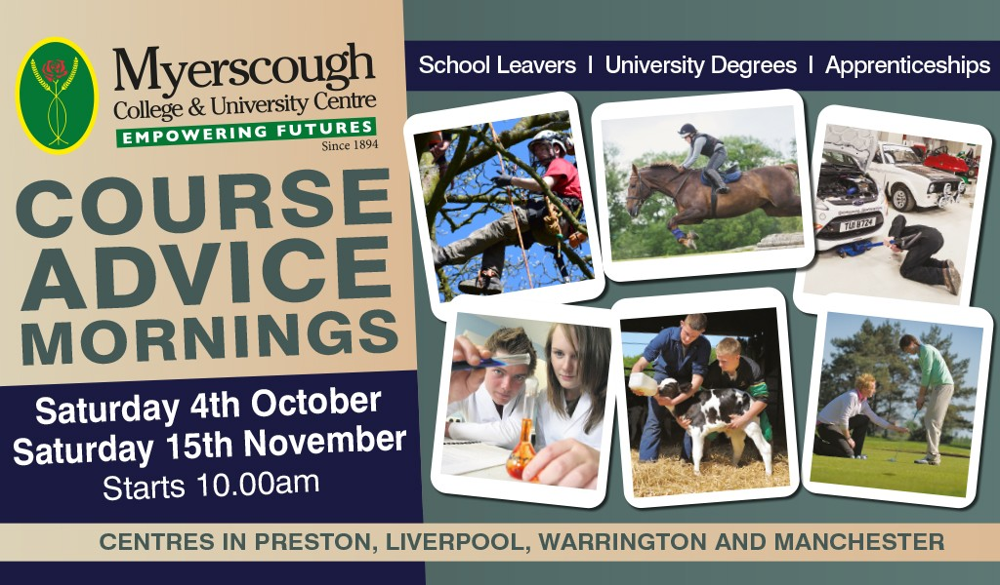 Myerscough
College & University Centre
EMPOWERING FUTURES
Since 1894
COURSE
ADVICE
MORNINGS
Saturday 4th October
Saturday 15th November
Starts 10.00am
School Leavers I University Degrees I Apprenticeships
TUI 8724
CENTRES IN PRESTON, LIVERPOOL, WARRINGTON AND MANCHESTER